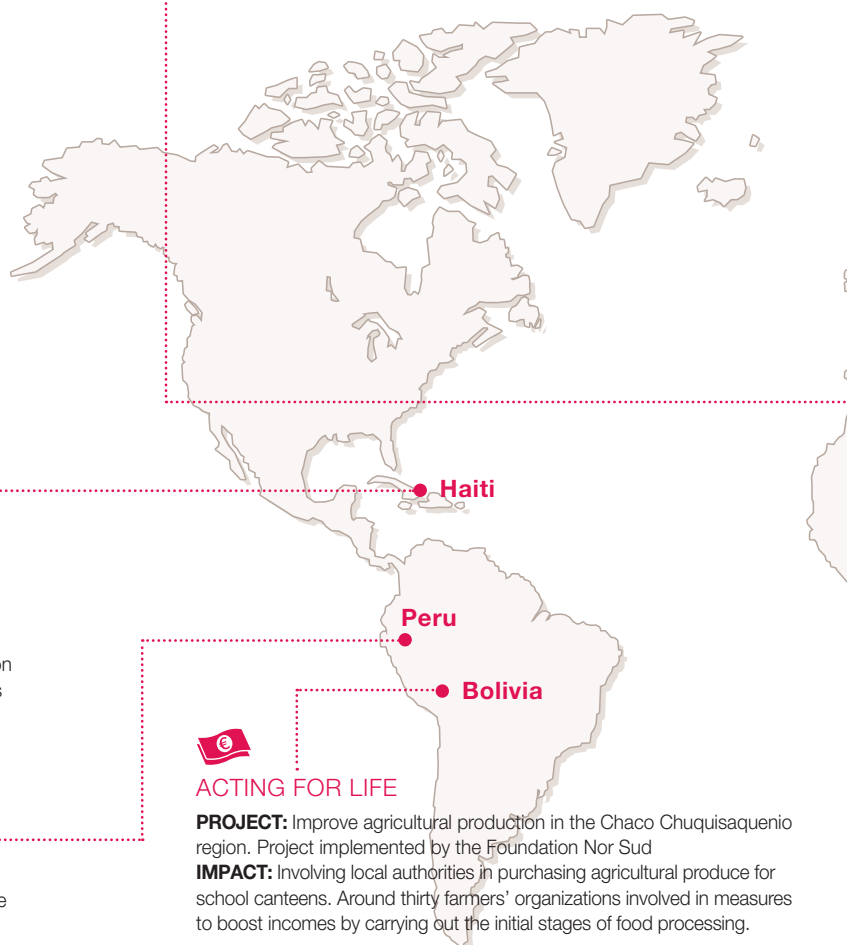 Haiti
Peru
on
s
Bolivia
€
ACTING FOR LIFE
PROJECT: Improve agricultural production in the Chaco Chuquisaquenio
region. Project implemented by the Foundation Nor Sud
IMPACT: Involving local authorities in purchasing agricultural produce for
school canteens. Around thirty farmers’ organizations involved in measures
to boost incomes by carrying out the initial stages of food processing.
e